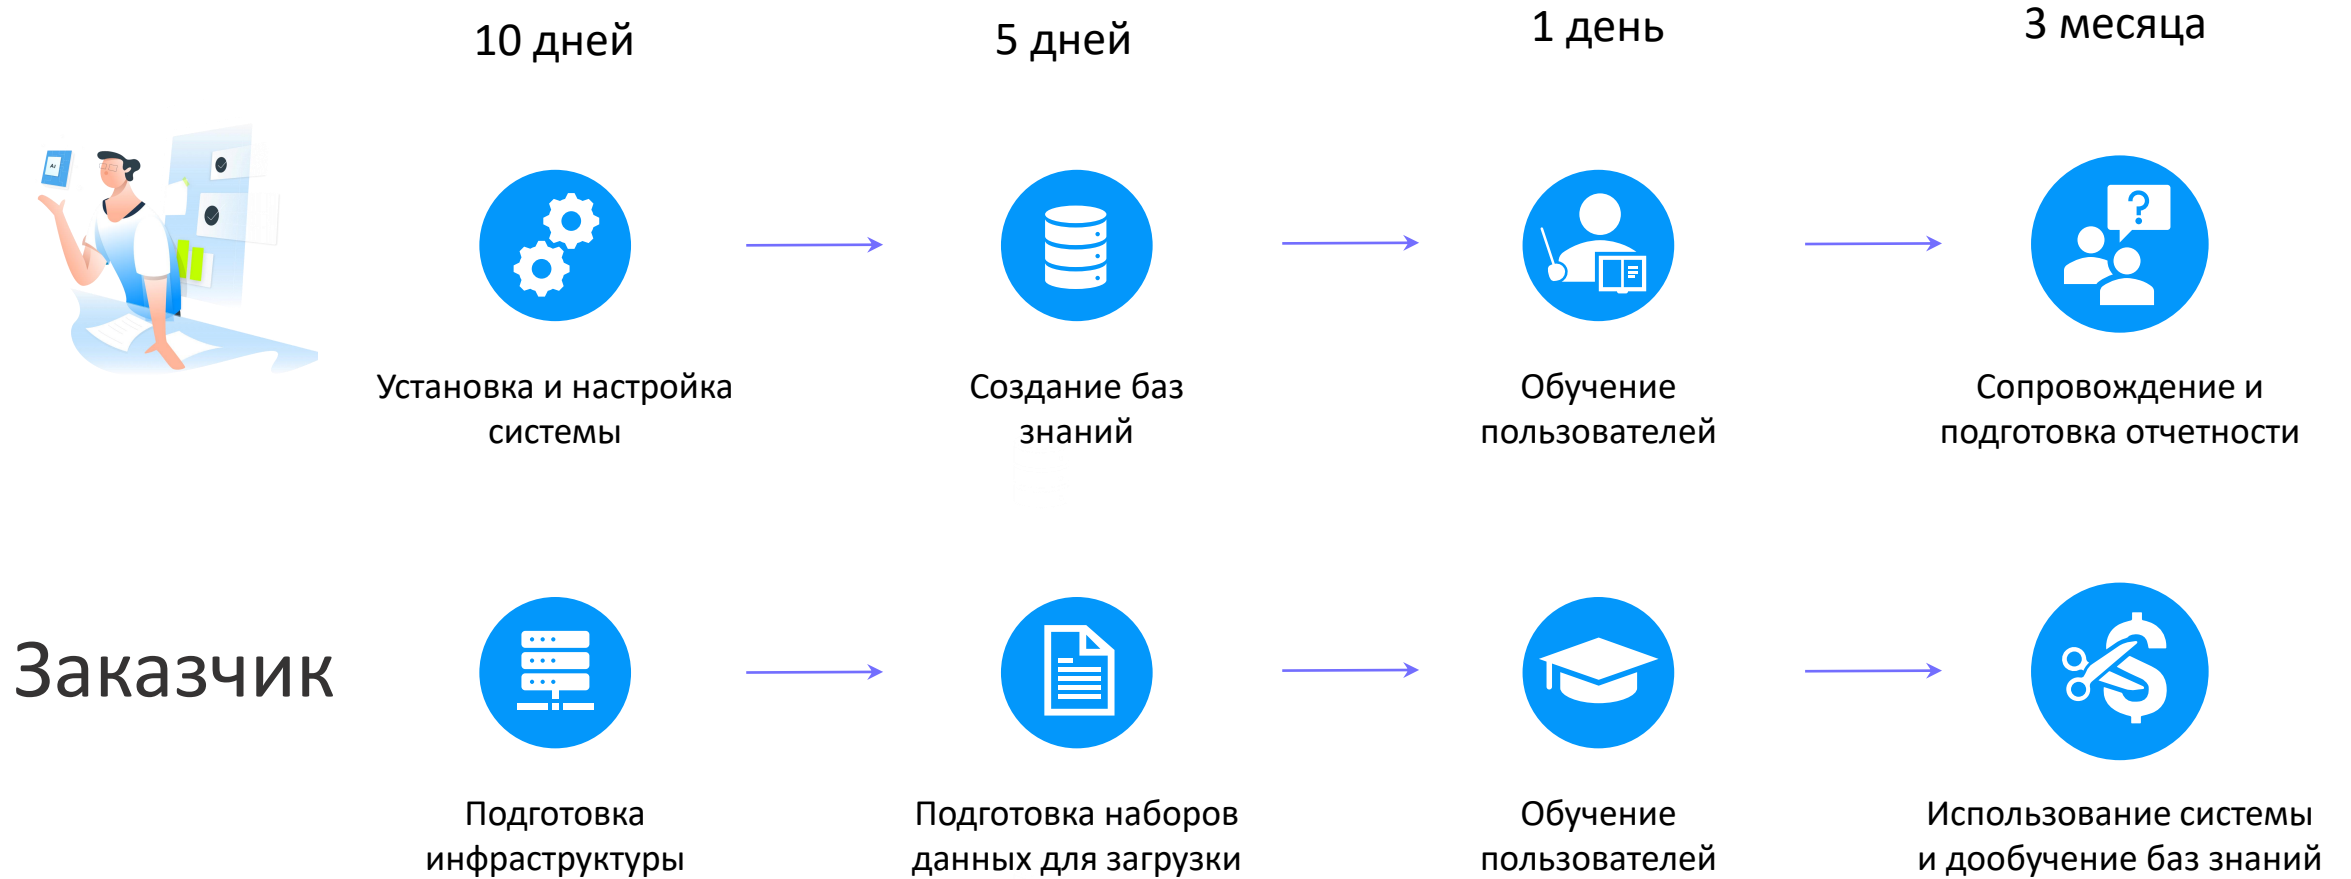 10 дней
5 дней
1 день
3 месяца
Установка и настройка
системы
Создание баз
знаний
Обучение
пользователей
Сопровождение и
подготовка отчетности
Заказчик
Подготовка
инфраструктуры
Подготовка наборов
данных для загрузки
Обучение
пользователей
Использование системы
и дообучение баз знаний